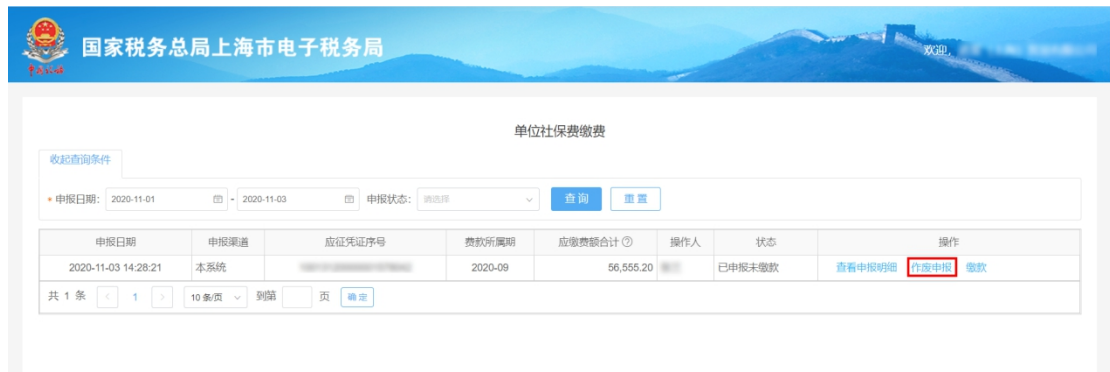 国家税务总局上海市电子税务局
欢迎,
单位社保费缴费
收起查询条件
* 申报日期: 2020-11-01 - 2020-11-03 申报状态: 请选择 查询 重置
申报日期 申报渠道 应征凭证序号 费款所属期 应缴费额合计 操作人 状态 操作
2020-11-03 14:28:21 本系统 2020-09 56,555.20 已申报未缴款 查看申报明细 作废申报 缴款
共 1 条 < 1 > 10 条/页 到第 页 确定